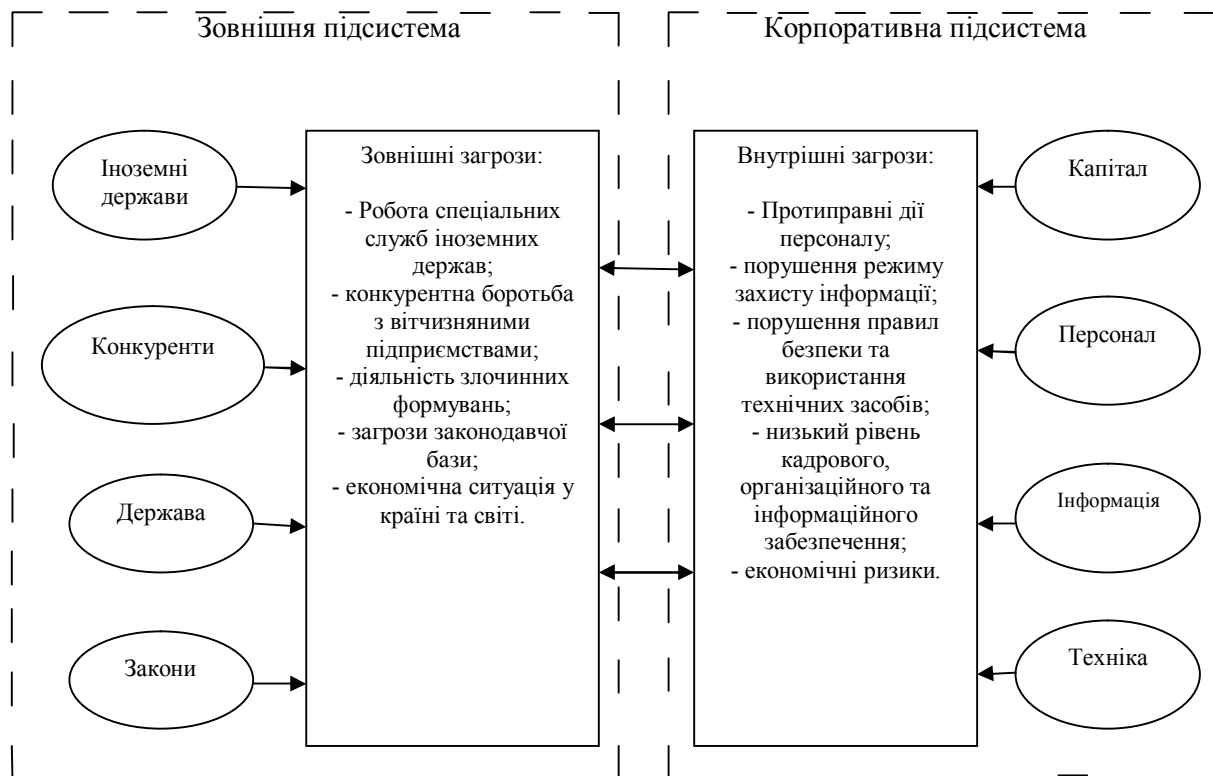 Зовнішня підсистема
Іноземні
держави
Конкуренти
Держава
Закони
Зовнішні загрози:
- Робота спеціальних
служб іноземних
держав;
- конкурентна боротьба
з вітчизняними
підприємствами;
- діяльність злочинних
формувань;
- загрози законодавчої
бази;
- економічна ситуація у
країні та світі.
Корпоративна підсистема
Внутрішні загрози:
- Протиправні дії
персоналу;
- порушення режиму
захисту інформації;
- порушення правил
безпеки та
використання
технічних засобів;
- низький рівень
кадрового,
організаційного та
інформаційного
забезпечення;
- економічні ризики.
Капітал
Персонал
Інформація
Техніка